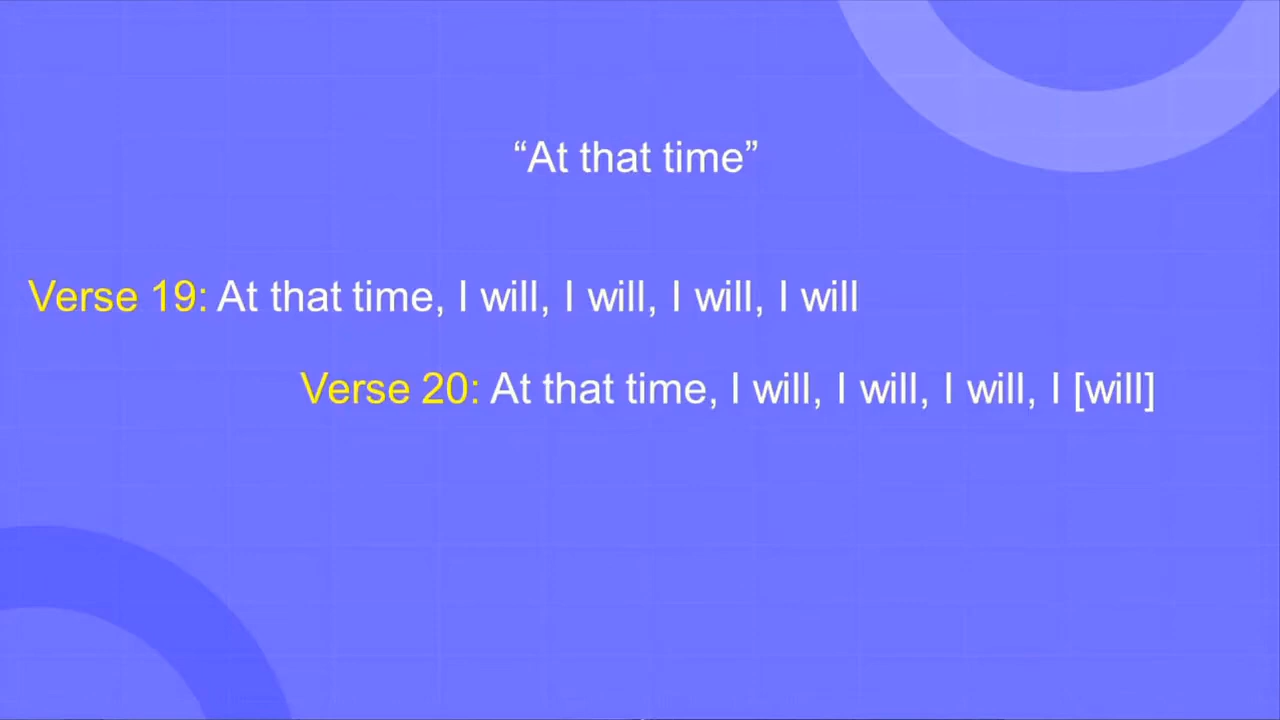 “At that time”
Verse 19: At that time, I will, I will, I will, I will
Verse 20: At that time, I will, I will, I will, I [will]